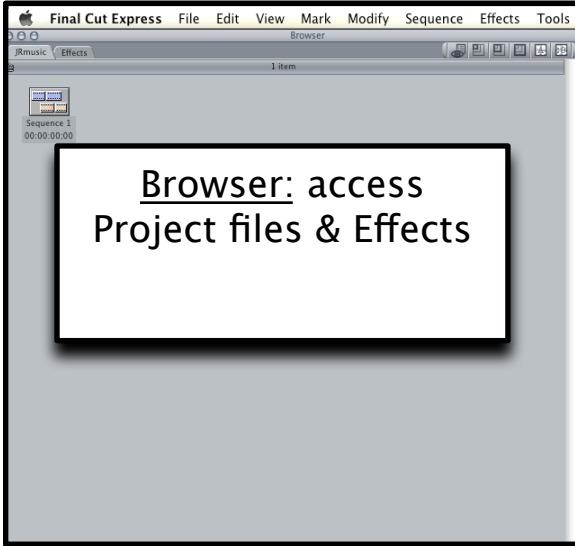 Final Cut Express File Edit View Mark Modify Sequence Effects Tools
Browser
JRmusic Effects
1 item
Sequence 1
00:00:00;00
Browser: access
Project files & Effects